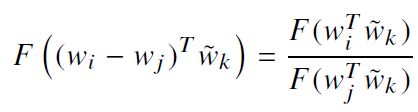 F ((w_i − w_j)^T w̃_k) = F(w_i^T w̃_k) / F(w_j^T w̃_k)